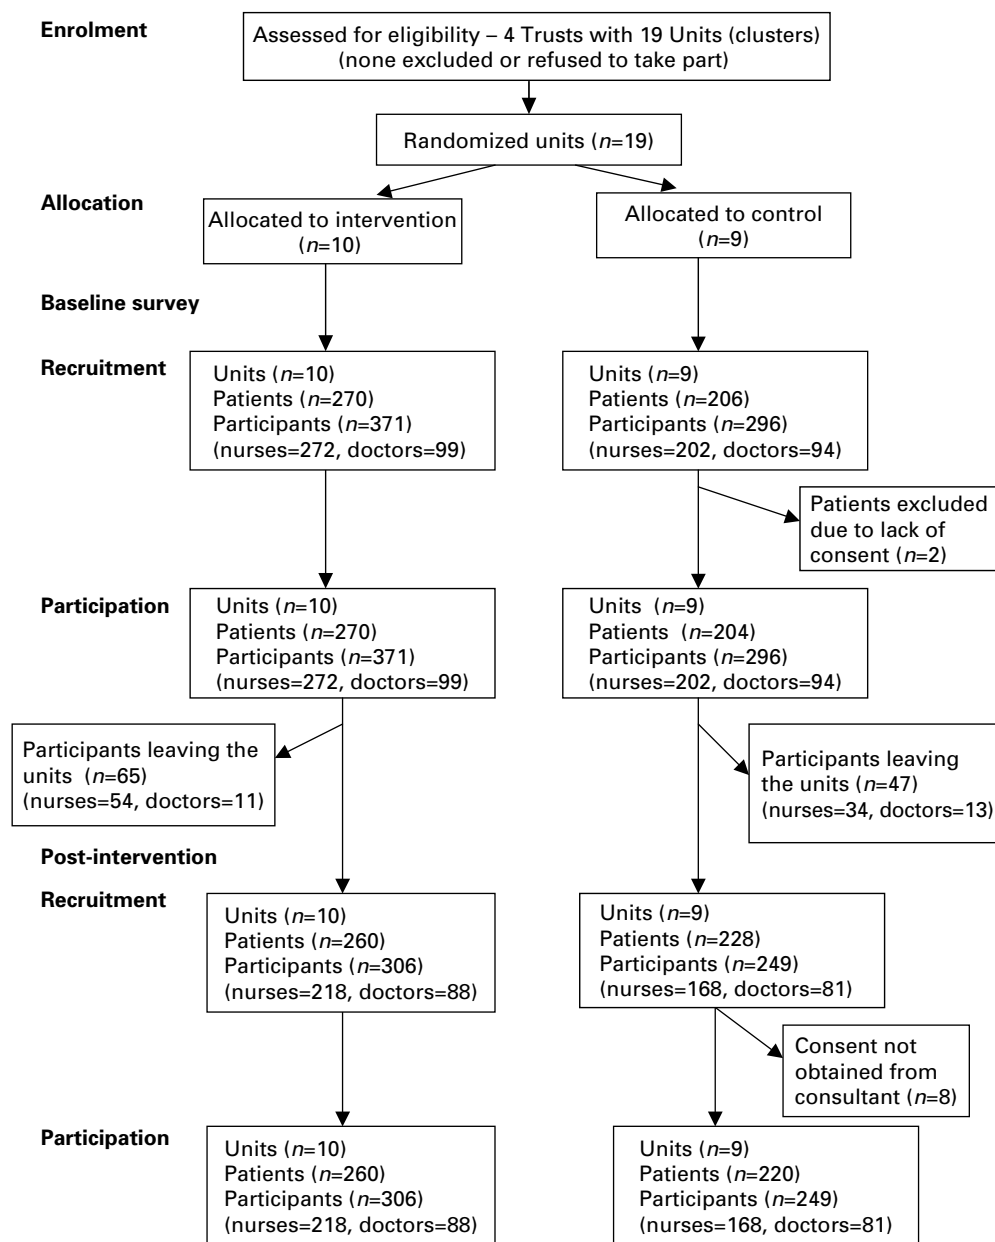 Enrolment
Assessed for eligibility – 4 Trusts with 19 Units (clusters)
(none excluded or refused to take part)
Randomized units (n=19)
Allocation
Allocated to intervention
(n=10)
Allocated to control
(n=9)
Baseline survey
Recruitment
Units (n=10)
Patients (n=270)
Participants (n=371)
(nurses=272, doctors=99)
Units (n=9)
Patients (n=206)
Participants (n=296)
(nurses=202, doctors=94)
Patients excluded
due to lack of
consent (n=2)
Participation
Units (n=10)
Patients (n=270)
Participants (n=371)
(nurses=272, doctors=99)
Units (n=9)
Patients (n=204)
Participants (n=296)
(nurses=202, doctors=94)
Participants leaving the
units (n=65)
(nurses=54, doctors=11)
Participants leaving
the units (n=47)
(nurses=34, doctors=13)
Post-intervention
Recruitment
Units (n=10)
Patients (n=260)
Participants (n=306)
(nurses=218, doctors=88)
Units (n=9)
Patients (n=228)
Participants (n=249)
(nurses=168, doctors=81)
Consent not
obtained from
consultant (n=8)
Participation
Units (n=10)
Patients (n=260)
Participants (n=306)
(nurses=218, doctors=88)
Units (n=9)
Patients (n=220)
Participants (n=249)
(nurses=168, doctors=81)